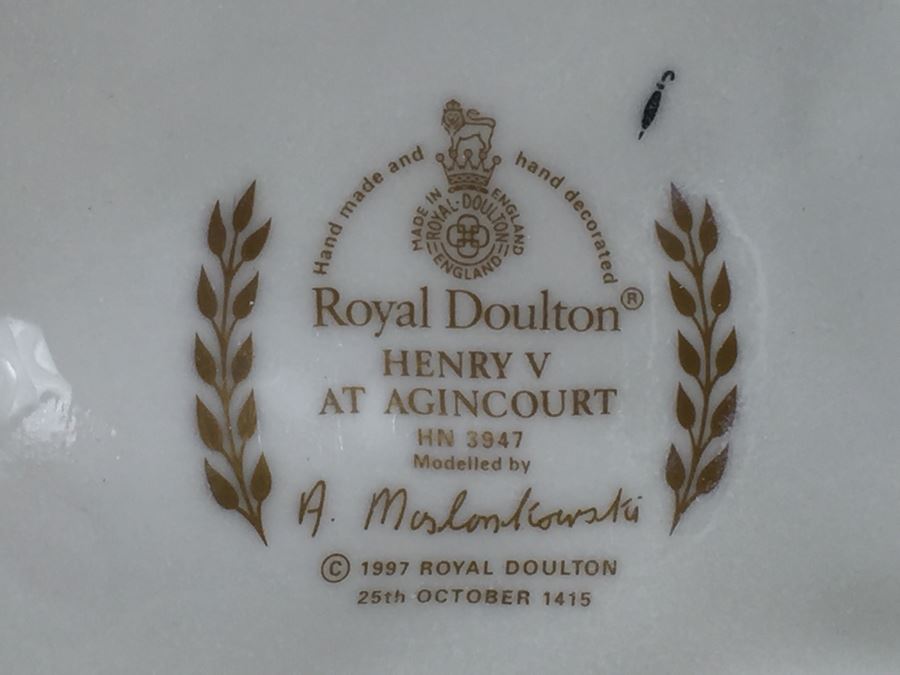 Hand made and hand decorated
MADE IN ENGLAND
ROYAL·DOULTON
ENGLAND
Royal Doulton®
HENRY V
AT AGINCOURT
HN 3947
Modelled by
A. Maslankowski
© 1997 ROYAL DOULTON
25th OCTOBER 1415